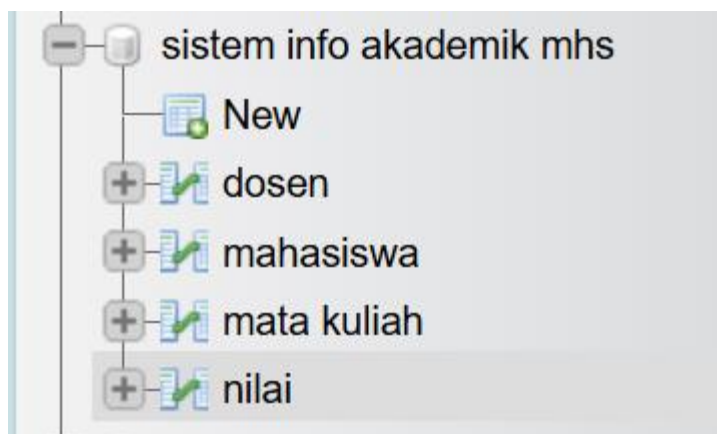 sistem info akademik mhs
New
dosen
mahasiswa
mata kuliah
nilai